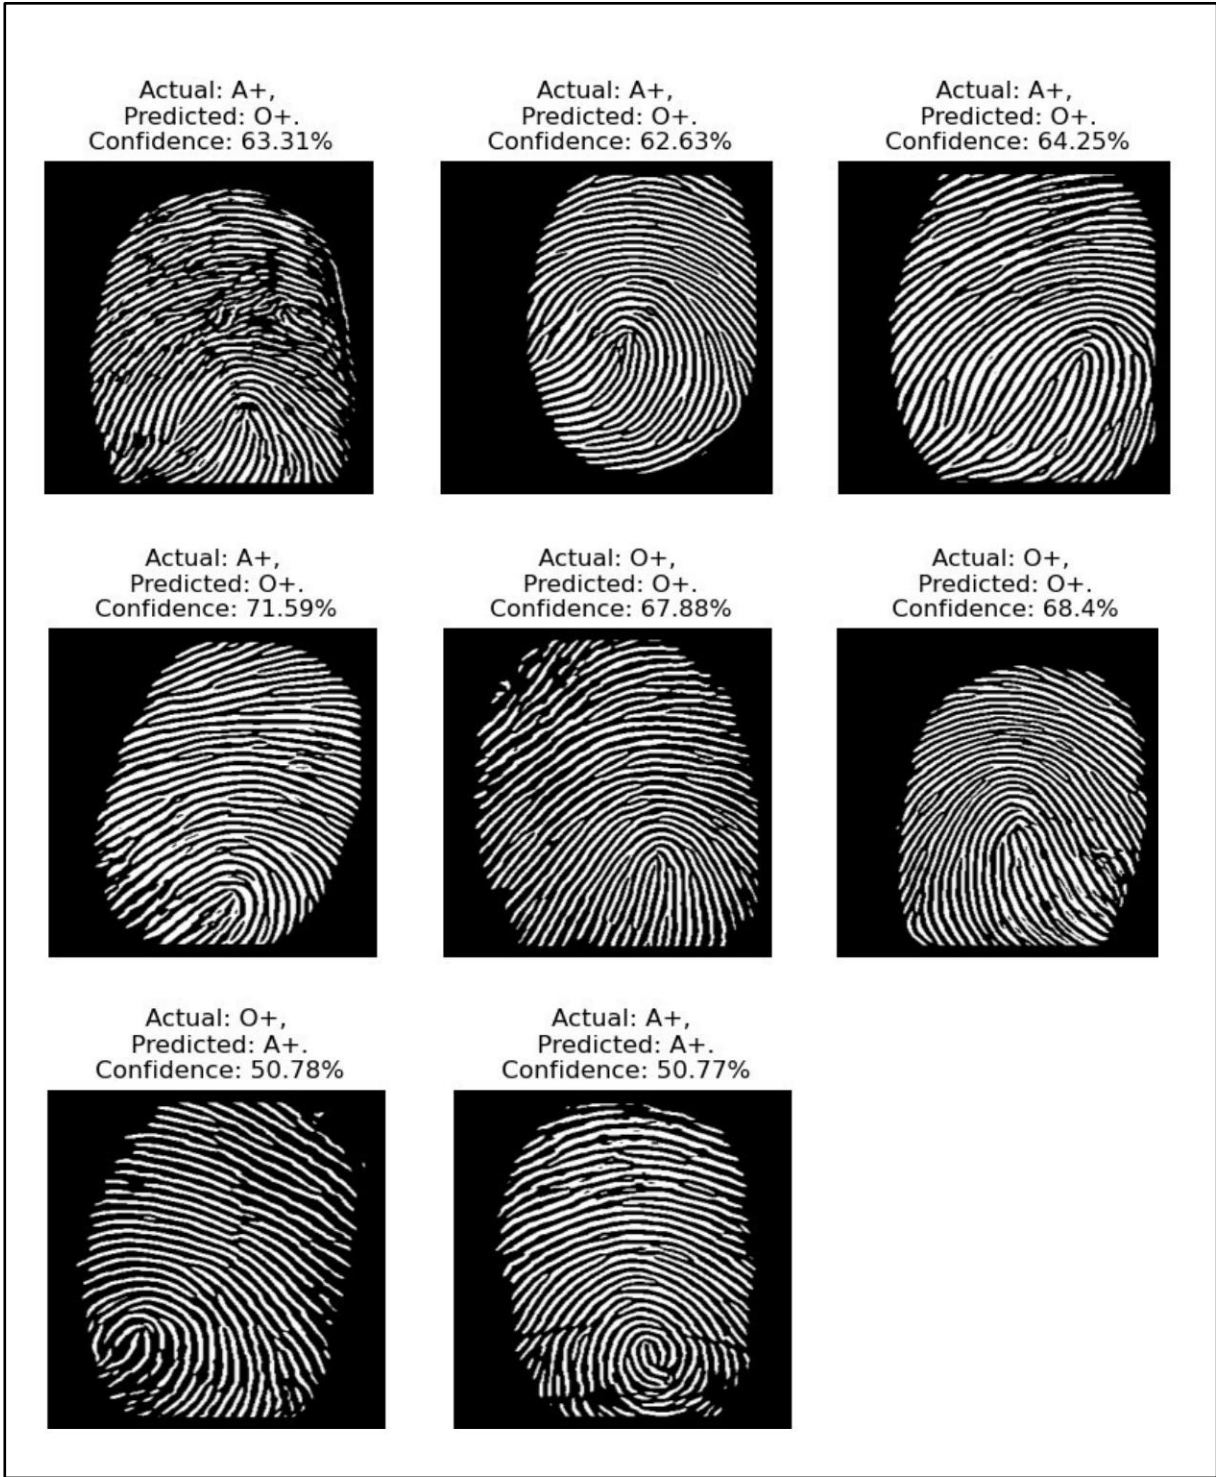 Actual: A+,
Predicted: O+.
Confidence: 63.31%
Actual: A+,
Predicted: O+.
Confidence: 62.63%
Actual: A+,
Predicted: O+.
Confidence: 64.25%
Actual: A+,
Predicted: O+.
Confidence: 71.59%
Actual: O+,
Predicted: O+.
Confidence: 67.88%
Actual: O+,
Predicted: O+.
Confidence: 68.4%
Actual: O+,
Predicted: A+.
Confidence: 50.78%
Actual: A+,
Predicted: A+.
Confidence: 50.77%